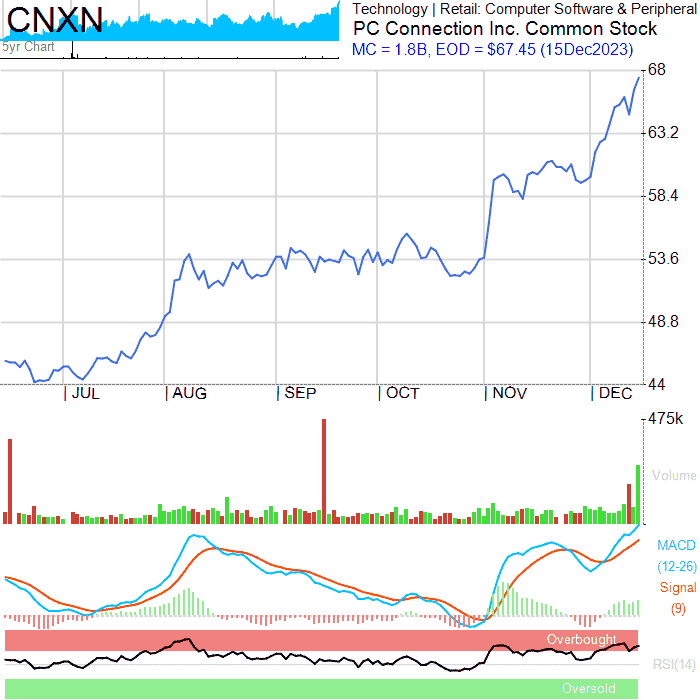 CNXN
5yr Chart
Technology | Retail: Computer Software & Peripheral
PC Connection Inc. Common Stock
MC = 1.8B, EOD = $67.45 (15Dec2023)
68
63.2
58.4
53.6
48.8
44
JUL AUG SEP OCT NOV DEC
475k
Volume
MACD
(12-26)
Signal
(9)
Overbought
RSI(14)
Oversold